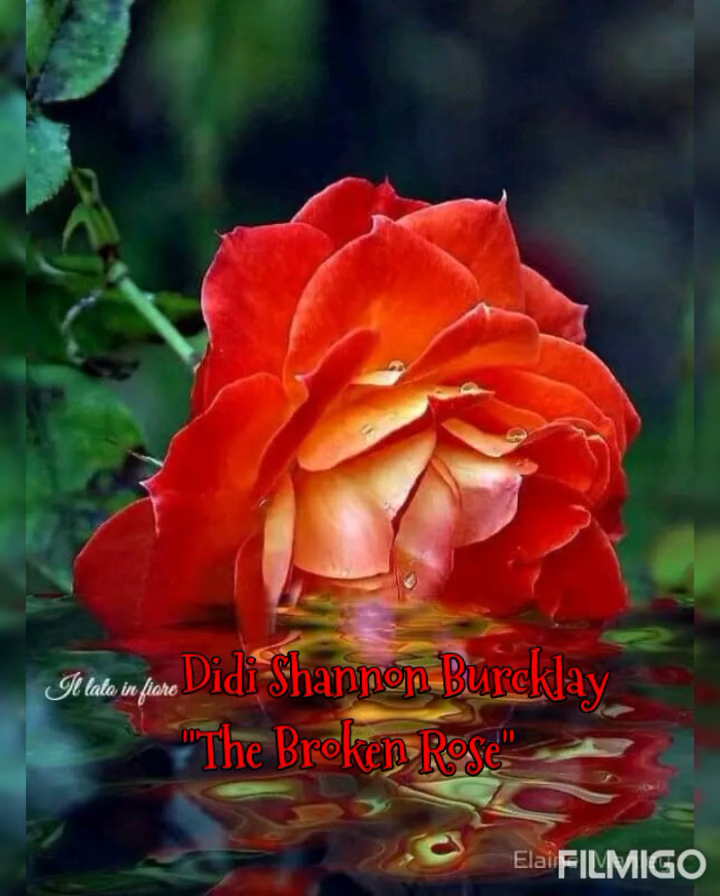 Il lato in fiore
Didi Shannon Burcklay
"The Broken Rose"
FILMIGO